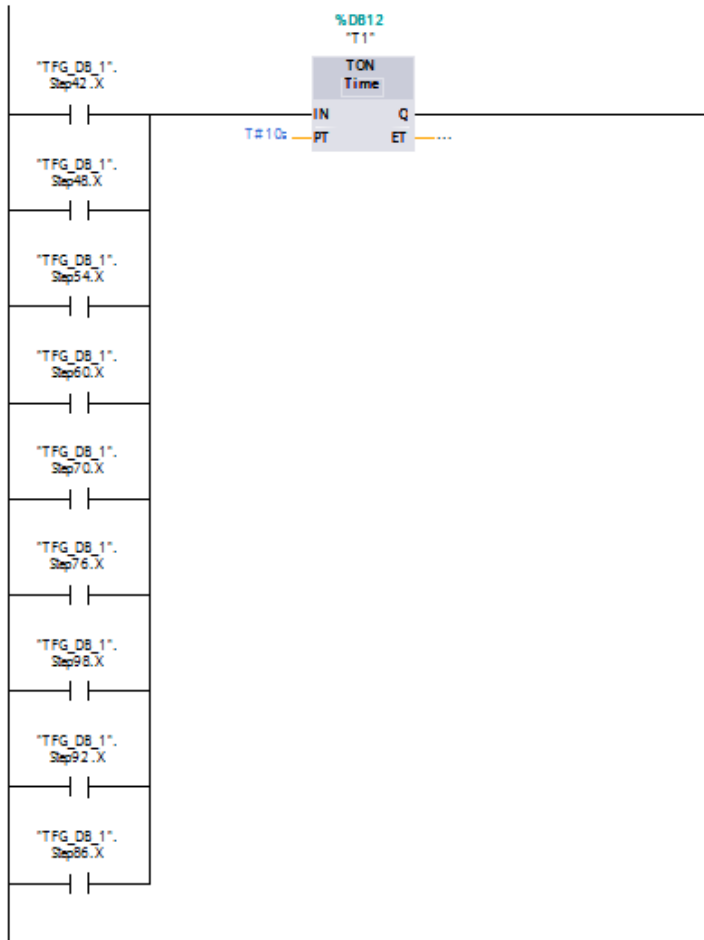 %DB12
"T1"
"TFG_DB_1".
Step42.X
TON
Time
IN
Q
T#10s
PT
ET
...
"TFG_DB_1".
Step48.X
"TFG_DB_1".
Step54.X
"TFG_DB_1".
Step60.X
"TFG_DB_1".
Step70.X
"TFG_DB_1".
Step76.X
"TFG_DB_1".
Step98.X
"TFG_DB_1".
Step92.X
"TFG_DB_1".
Step86.X